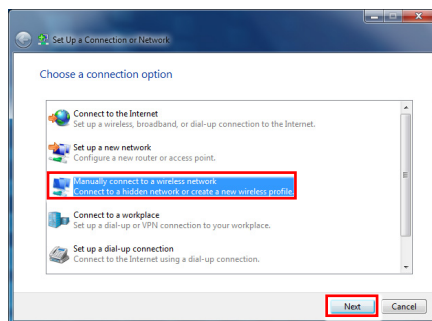 Set Up a Connection or Network
Choose a connection option
Connect to the Internet
Set up a wireless, broadband, or dial-up connection to the Internet.
Set up a new network
Configure a new router or access point.
Manually connect to a wireless network
Connect to a hidden network or create a new wireless profile.
Connect to a workplace
Set up a dial-up or VPN connection to your workplace.
Set up a dial-up connection
Connect to the Internet using a dial-up connection.
Next
Cancel